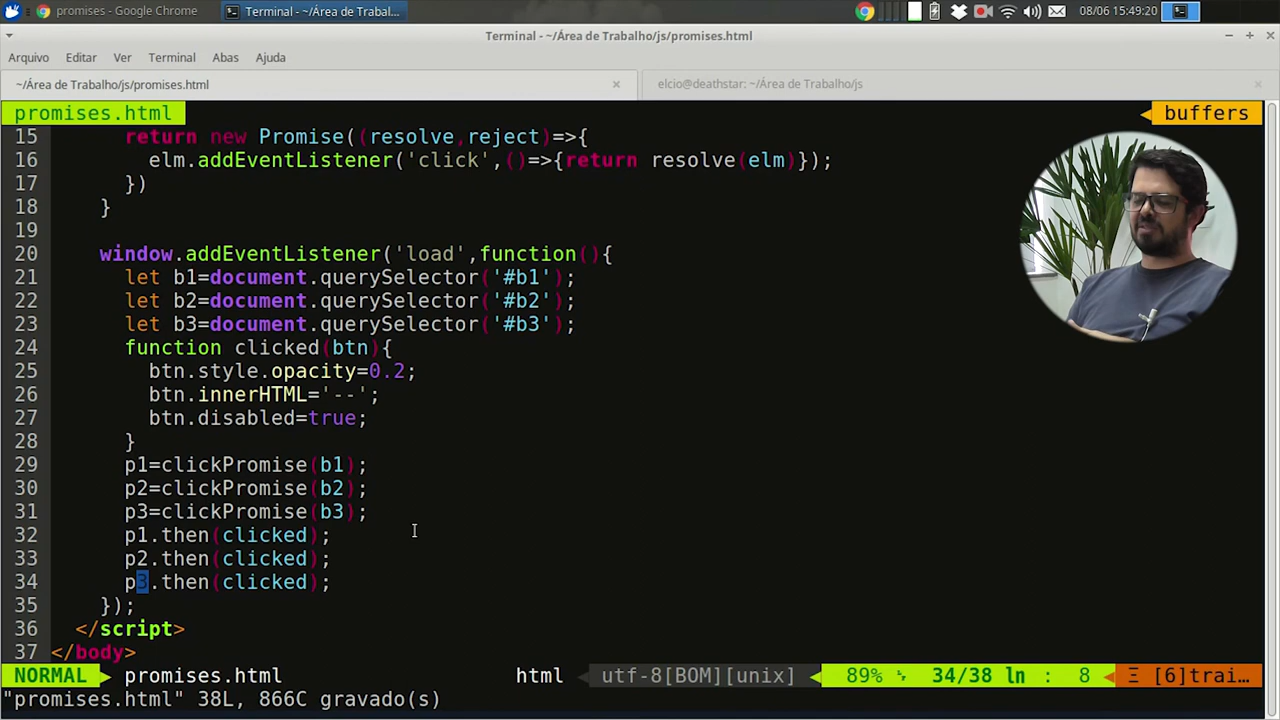 promises - Google Chrome
Terminal - ~/Área de Trabal...
08/06 15:49:20
Terminal - ~/Área de Trabalho/js/promises.html
Arquivo Editar Ver Terminal Abas Ajuda
~/Área de Trabalho/js/promises.html
elcio@deathstar: ~/Área de Trabalho/js
promises.html
buffers
15 return new Promise((resolve,reject)=>{
16 elm.addEventListener('click',()=>{return resolve(elm)});
17 })
18 }
19
20 window.addEventListener('load',function(){
21 let b1=document.querySelector('#b1');
22 let b2=document.querySelector('#b2');
23 let b3=document.querySelector('#b3');
24 function clicked(btn){
25 btn.style.opacity=0.2;
26 btn.innerHTML='--';
27 btn.disabled=true;
28 }
29 p1=clickPromise(b1);
30 p2=clickPromise(b2);
31 p3=clickPromise(b3);
32 p1.then(clicked);
33 p2.then(clicked);
34 p3.then(clicked);
35 });
36 </script>
37 </body>
NORMAL promises.html html utf-8[BOM][unix] 89% ㏑ 34/38 ln : 8 Ξ [6]trai…
"promises.html" 38L, 866C gravado(s)